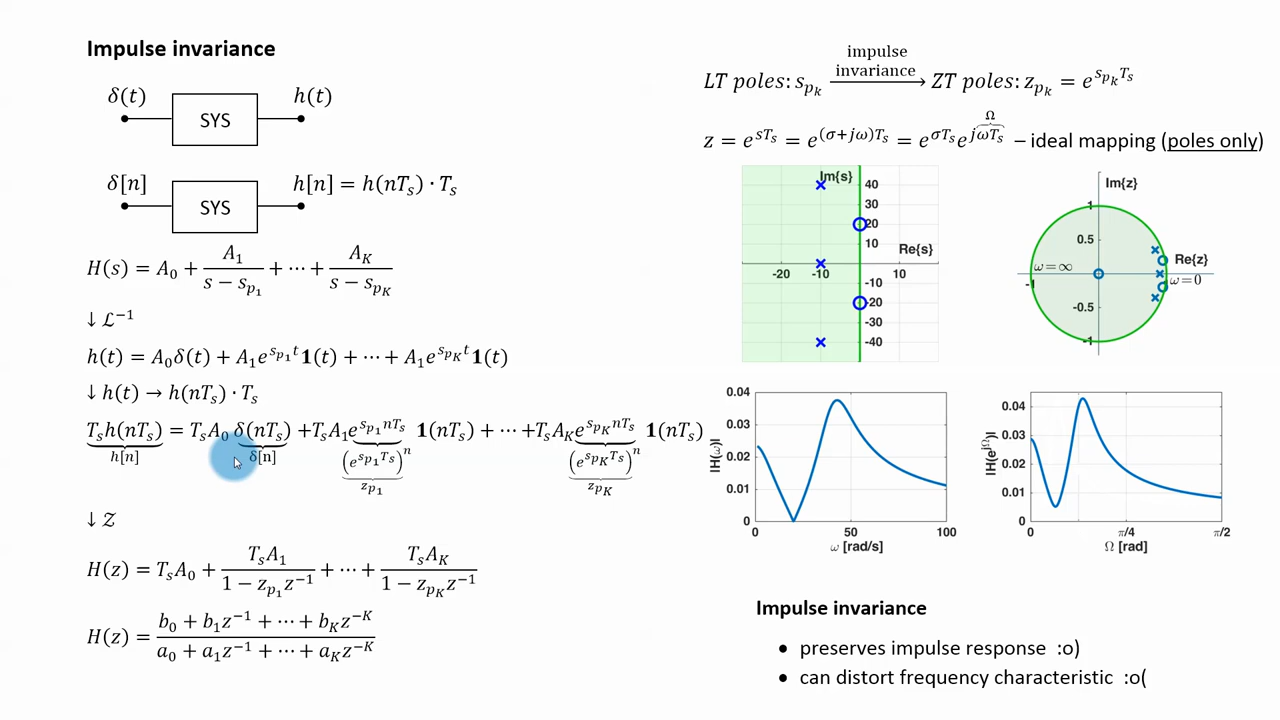 Impulse invariance
δ(t) SYS h(t)
δ[n] SYS h[n] = h(nT_s) · T_s
H(s) = A_0 + A_1/(s − s_{p_1}) + ⋯ + A_K/(s − s_{p_K})
↓ ℒ^{−1}
h(t) = A_0δ(t) + A_1e^{s_{p_1}t}𝟏(t) + ⋯ + A_1e^{s_{p_K}t}𝟏(t)
↓ h(t) → h(nT_s) · T_s
T_sh(nT_s) = T_sA_0 δ(nT_s) +T_sA_1e^{s_{p_1}nT_s} 𝟏(nT_s) + ⋯ +T_sA_Ke^{s_{p_K}nT_s} 𝟏(nT_s)
h[n] δ[n] (e^{s_{p_1}T_s})^n (e^{s_{p_K}T_s})^n
z_{p_1} z_{p_K}
↓ 𝒵
H(z) = T_sA_0 + T_sA_1/(1 − z_{p_1}z^{−1}) + ⋯ + T_sA_K/(1 − z_{p_K}z^{−1})
H(z) = (b_0 + b_1z^{−1} + ⋯ + b_Kz^{−K})/(a_0 + a_1z^{−1} + ⋯ + a_Kz^{−K})
impulse
invariance
LT poles: s_{p_k} → ZT poles: z_{p_k} = e^{s_{p_k}T_s}
Ω
z = e^{sT_s} = e^{(σ+jω)T_s} = e^{σT_s}e^{jωT_s} – ideal mapping (poles only)
Im{s}
40
30
20
10
Re{s}
-20 -10 10
-10
-20
-30
-40
Im{z}
1
0.5
Re{z}
ω=∞
ω=0
-1
-0.5
-1
0.04
0.03
0.02
0.01
0
|H(ω)|
0 50 100
ω [rad/s]
0.04
0.03
0.02
0.01
0
|H(e^{jΩ})|
0 π/4 π/2
Ω [rad]
Impulse invariance
• preserves impulse response :o)
• can distort frequency characteristic :o(